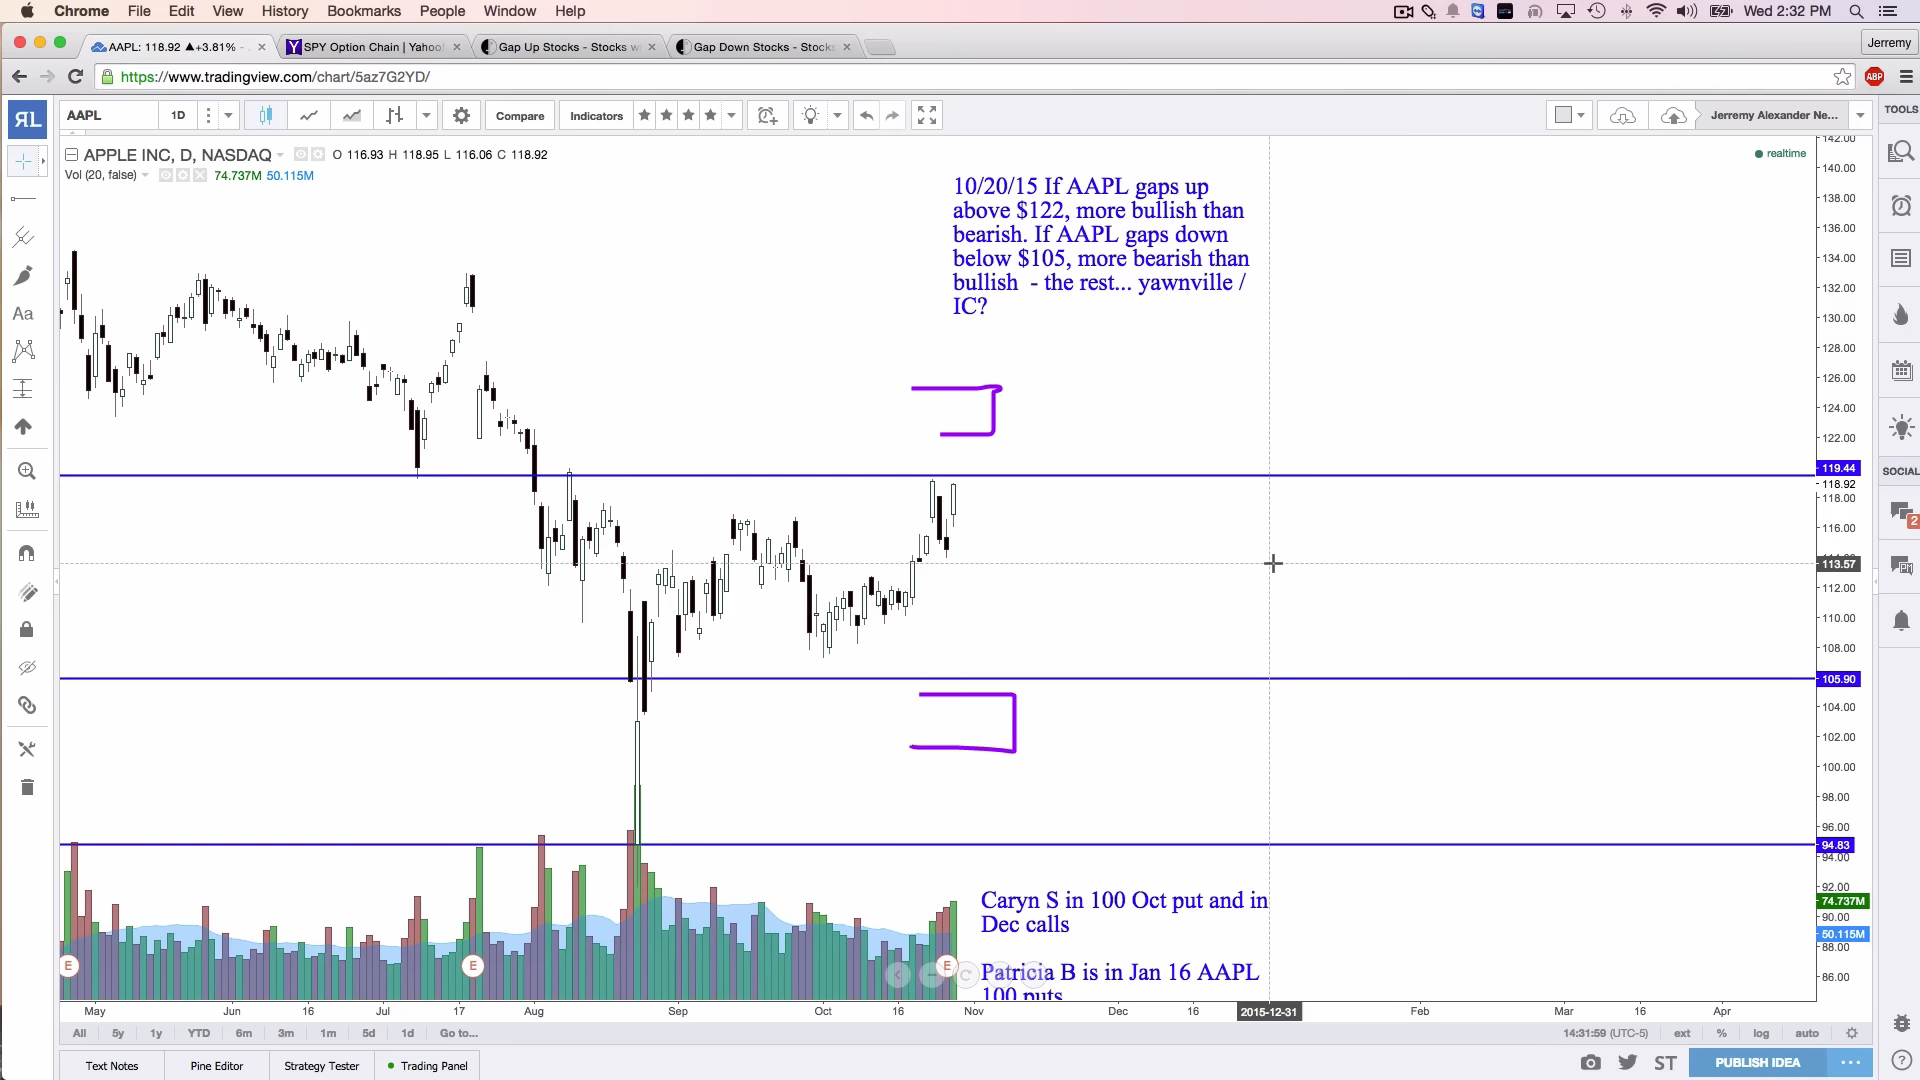 Chrome File Edit View History Bookmarks People Window Help Wed 2:32 PM
AAPL: 118.92 ▲+3.81% - SPY Option Chain | Yahoo! Gap Up Stocks - Stocks w Gap Down Stocks - Stocks Jerremy
https://www.tradingview.com/chart/5az7G2YD/ ABP
AAPL 1D Compare Indicators Jerremy Alexander Ne... TOOLS
APPLE INC, D, NASDAQ O 116.93 H 118.95 L 116.06 C 118.92 realtime
Vol (20, false) 74.737M 50.115M
10/20/15 If AAPL gaps up
above $122, more bullish than
bearish. If AAPL gaps down
below $105, more bearish than
bullish - the rest... yawnville /
IC?
142.00
140.00
138.00
136.00
134.00
132.00
130.00
128.00
126.00
124.00
122.00
119.44
118.92
118.00
116.00
113.57
112.00
110.00
108.00
105.90
104.00
102.00
100.00
98.00
96.00
94.83
94.00
92.00
74.737M
90.00
50.115M
88.00
86.00
SOCIAL
2
Aa
Caryn S in 100 Oct put and in
Dec calls
Patricia B is in Jan 16 AAPL
100 puts
E E E
May Jun 16 Jul 17 Aug Sep Oct 16 Nov Dec 16 2015-12-31 Feb Mar 16 Apr
All 5y 1y YTD 6m 3m 1m 5d 1d Go to... 14:31:59 (UTC-5) ext % log auto
Text Notes Pine Editor Strategy Tester Trading Panel ST PUBLISH IDEA ...